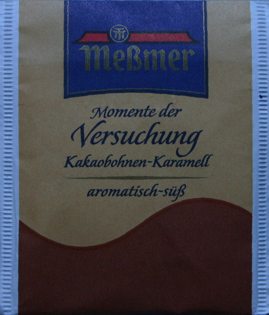 Meßmer
Momente der
Versuchung
Kakaobohnen-Karamell
aromatisch-süß